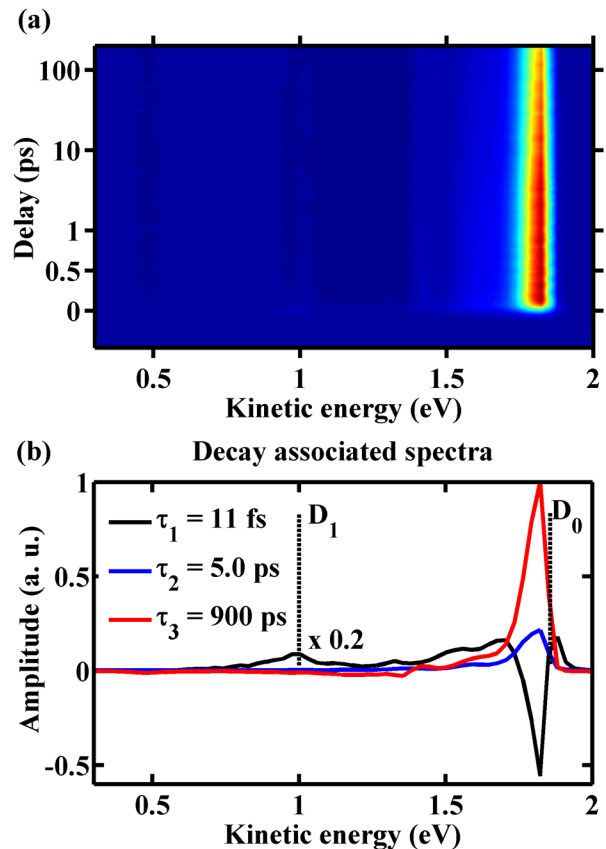 (a)
100
10
1
0.5
0
Delay (ps)
0.5 1 1.5 2
Kinetic energy (eV)
(b) Decay associated spectra
1
0.5
0
-0.5
Amplitude (a. u.)
τ1 = 11 fs
τ2 = 5.0 ps
τ3 = 900 ps
D1
D0
x 0.2
0.5 1 1.5 2
Kinetic energy (eV)